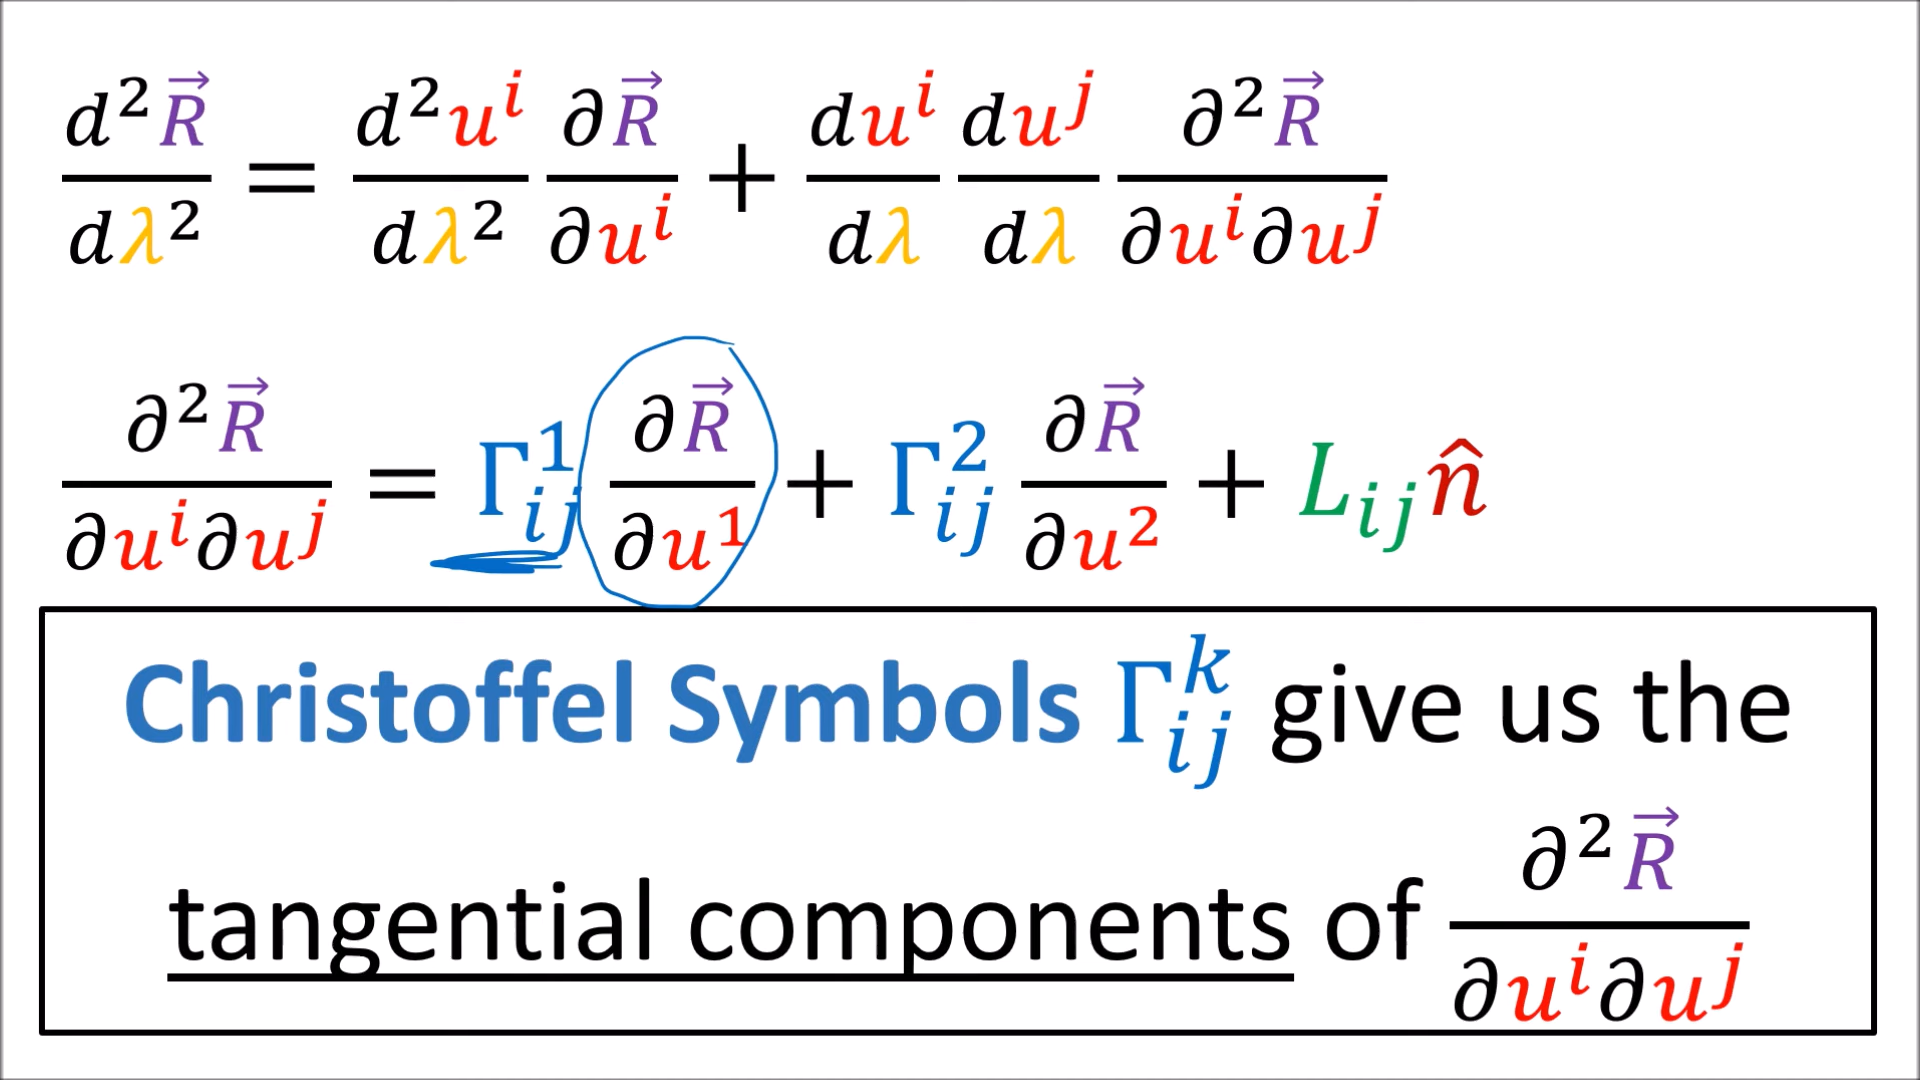 d²R⃗/dλ² = d²uⁱ/dλ² ∂R⃗/∂uⁱ + duⁱ/dλ duʲ/dλ ∂²R⃗/∂uⁱ∂uʲ
∂²R⃗/∂uⁱ∂uʲ = Γ¹ᵢⱼ ∂R⃗/∂u¹ + Γ²ᵢⱼ ∂R⃗/∂u² + Lᵢⱼn̂
Christoffel Symbols Γᵏᵢⱼ give us the
tangential components of ∂²R⃗/∂uⁱ∂uʲ